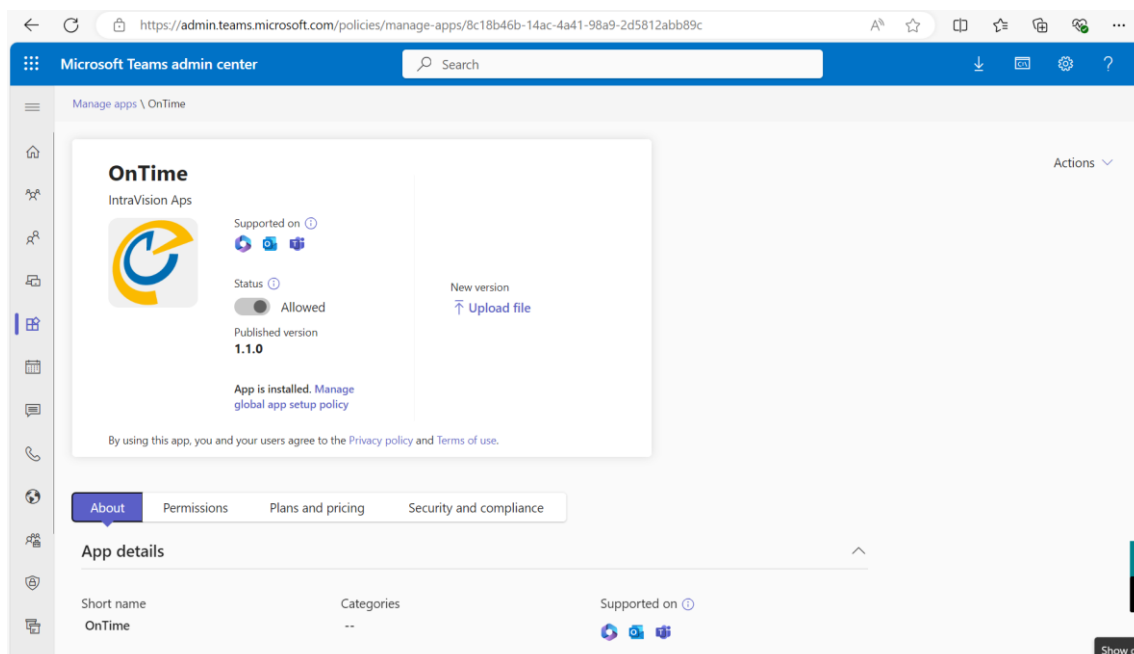 https://admin.teams.microsoft.com/policies/manage-apps/8c18b46b-14ac-4a41-98a9-2d5812abb89c
Microsoft Teams admin center
Search
Manage apps \ OnTime
Actions
OnTime
IntraVision Aps
Supported on
Status
Allowed
Published version
1.1.0
App is installed. Manage
global app setup policy
New version
Upload file
By using this app, you and your users agree to the Privacy policy and Terms of use.
About Permissions Plans and pricing Security and compliance
App details
Short name Categories Supported on
OnTime --
Show